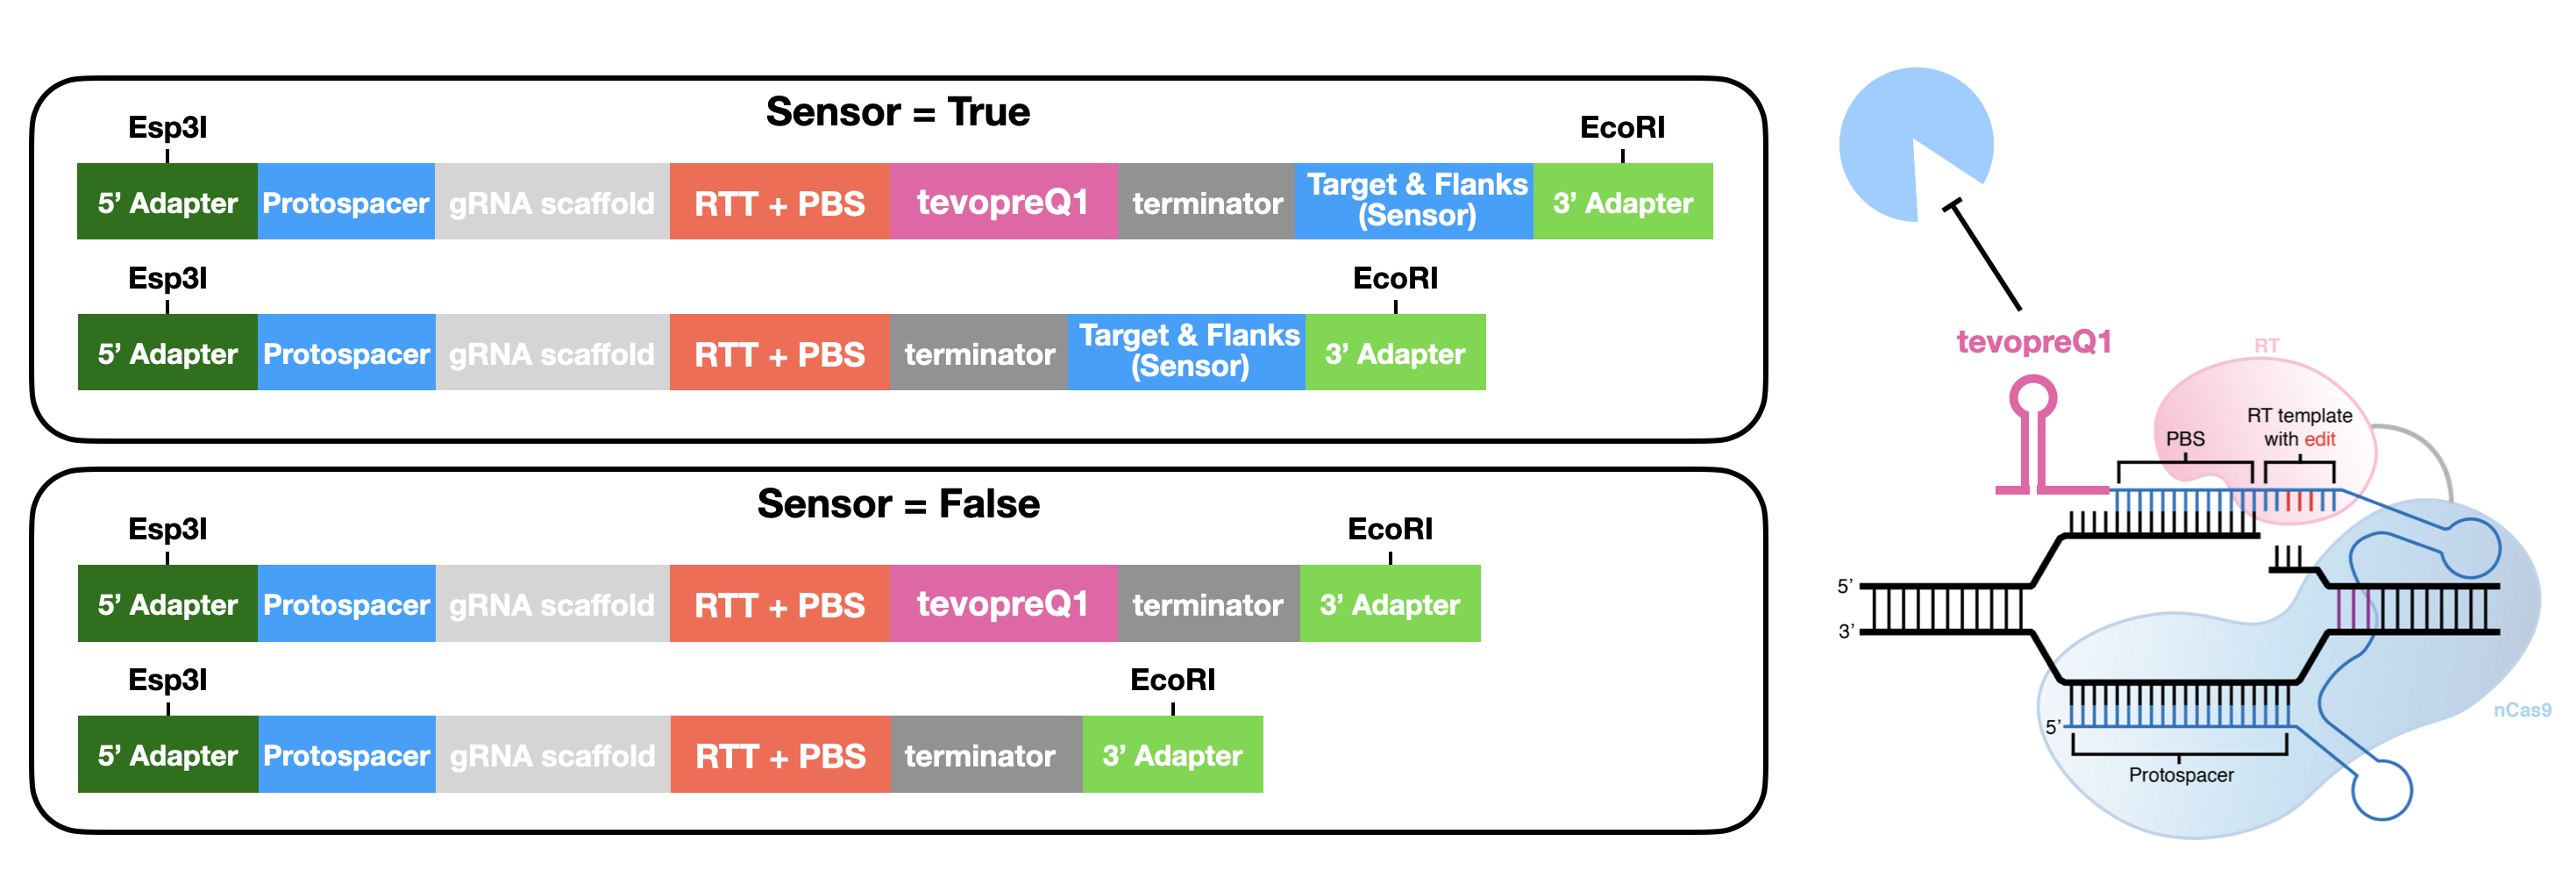 Sensor = True
Esp3I
EcoRI
5’ Adapter Protospacer gRNA scaffold RTT + PBS tevopreQ1 terminator Target & Flanks (Sensor) 3’ Adapter
Esp3I
EcoRI
5’ Adapter Protospacer gRNA scaffold RTT + PBS terminator Target & Flanks (Sensor) 3’ Adapter
Sensor = False
Esp3I
EcoRI
5’ Adapter Protospacer gRNA scaffold RTT + PBS tevopreQ1 terminator 3’ Adapter
Esp3I
EcoRI
5’ Adapter Protospacer gRNA scaffold RTT + PBS terminator 3’ Adapter
tevopreQ1
RT
RT template
with edit
PBS
5’
3’
nCas9
5’
Protospacer